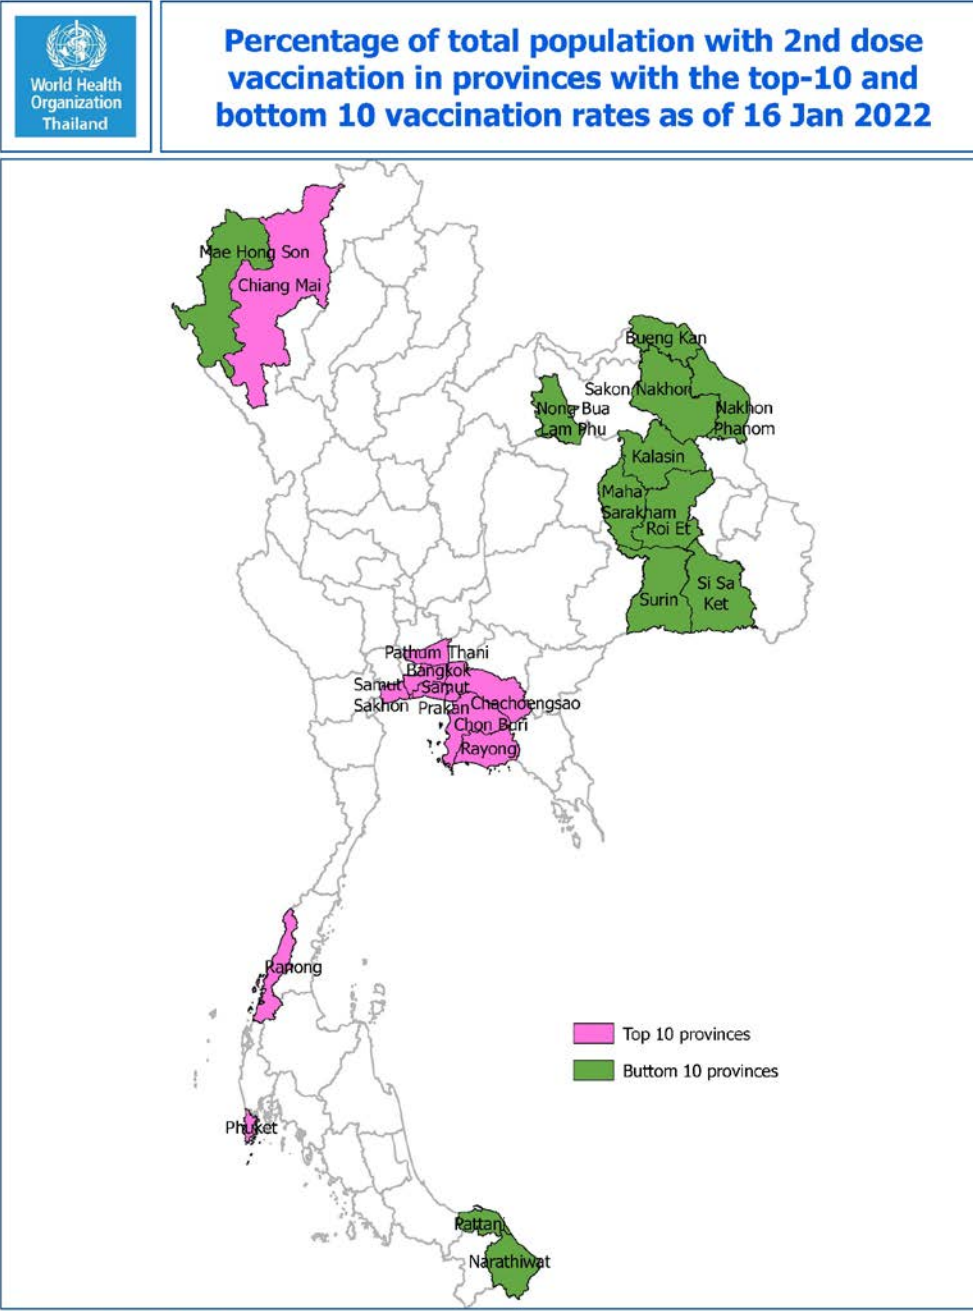 World Health
Organization
Thailand
Percentage of total population with 2nd dose
vaccination in provinces with the top-10 and
bottom 10 vaccination rates as of 16 Jan 2022
Mae Hong Son
Chiang Mai
Bueng Kan
Sakon Nakhon
Nong Bua
Lam Phu
Nakhon
Phanom
Kalasin
Maha
Sarakham
Roi Et
Surin
Si Sa
Ket
Pathum Thani
Bangkok
Samut
Sakhon
Samut
Prakan
Chachoengsao
Chon Buri
Rayong
Ranong
Top 10 provinces
Buttom 10 provinces
Phuket
Pattani
Narathiwat